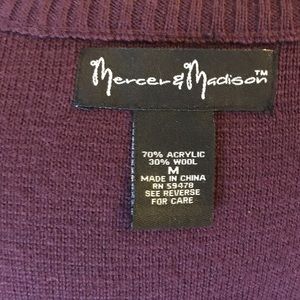 Mercer & Madison™
70% ACRYLIC
30% WOOL
M
MADE IN CHINA
RN 59478
SEE REVERSE
FOR CARE